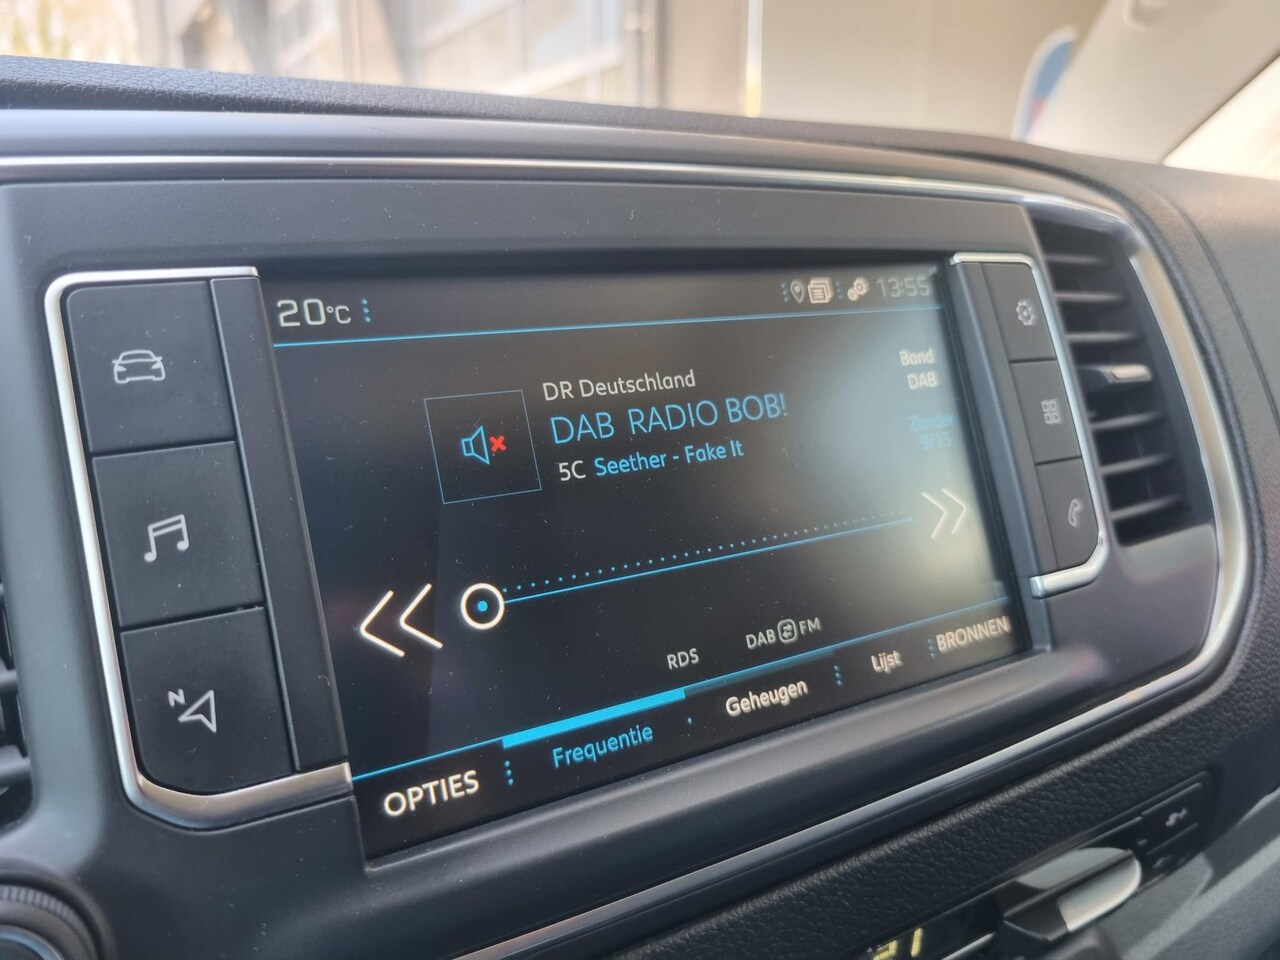 20°C 13:55
DR Deutschland
DAB RADIO BOB!
5C Seether - Fake It
Band
DAB
Zender
RDS
DAB FM
OPTIES Frequentie Geheugen Lijst BRONNEN
N